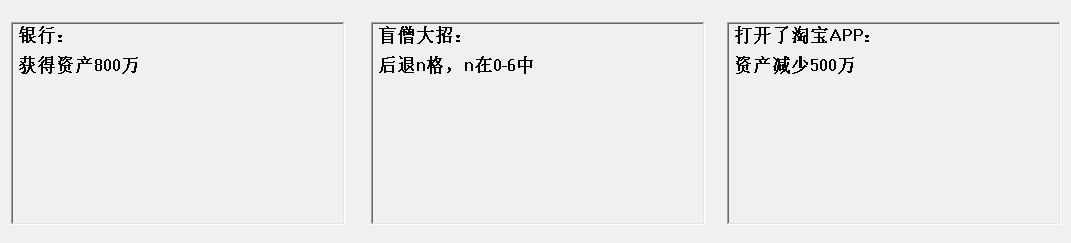 银行：
获得资产800万
盲僧大招：
后退n格，n在0-6中
打开了淘宝APP：
资产减少500万